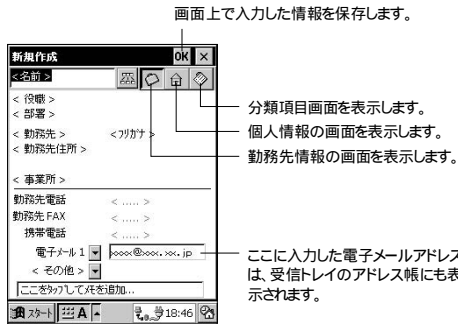 画面上で入力した情報を保存します。
新規作成 OK ×
<名前>
< 役職 >
< 部署 >
分類項目画面を表示します。
< 勤務先 > <フリガナ >
個人情報の画面を表示します。
< 勤務先住所 >
勤務先情報の画面を表示します。
< 事業所 >
勤務先電話 < ..... >
勤務先 FAX < ..... >
携帯電話 < ..... >
電子メール 1 xxxx@xxxx.xx.jp
< その他 >
ここに入力した電子メールアドレス
は、受信トレイのアドレス帳にも表
示されます。
ここをタップしてメモを追加...
スタート A 18:46